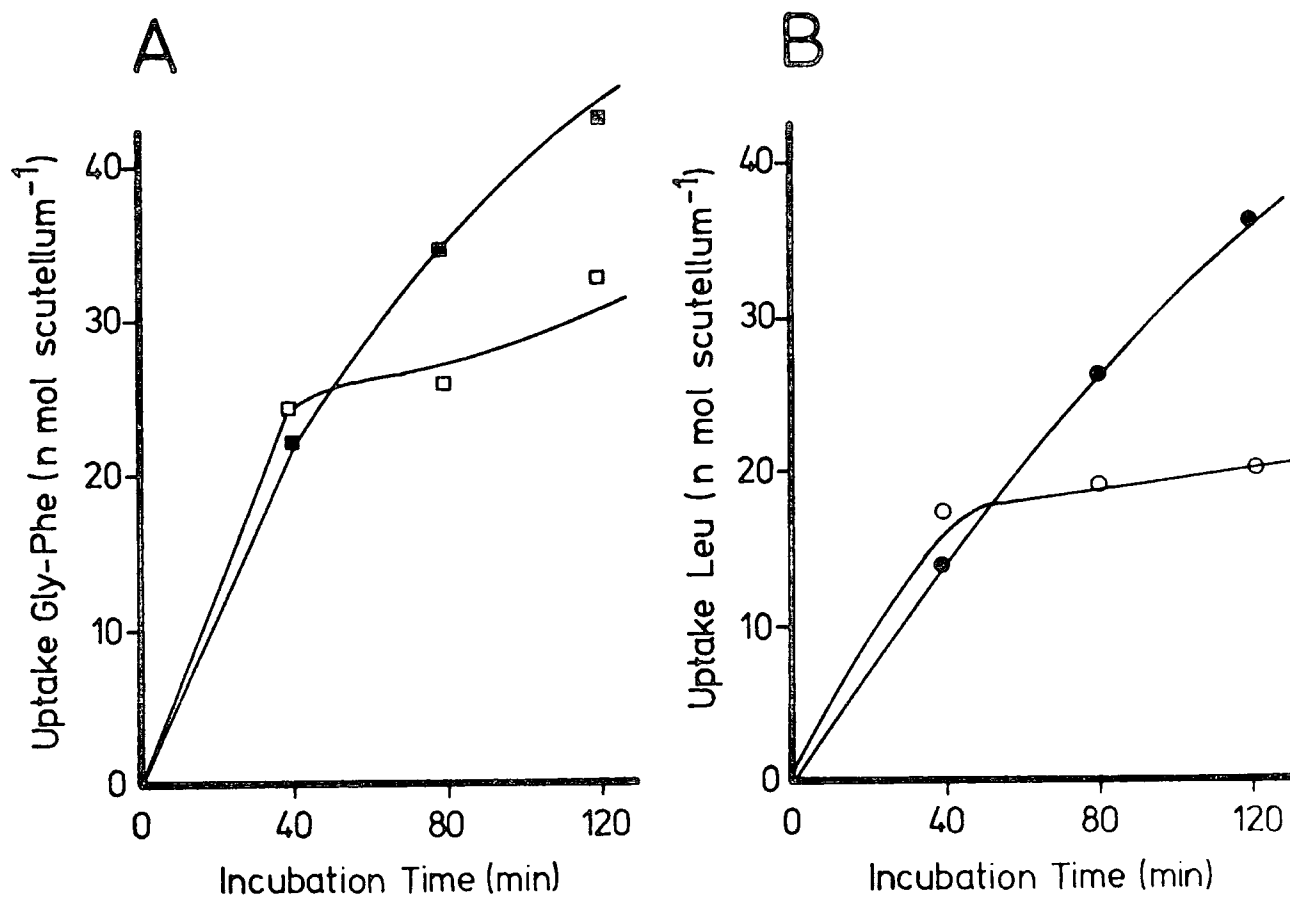 A
Uptake Gly-Phe (n mol scutellum⁻¹)
40
30
20
10
0
0 40 80 120
Incubation Time (min)
B
Uptake Leu (n mol scutellum⁻¹)
40
30
20
10
0
0 40 80 120
Incubation Time (min)